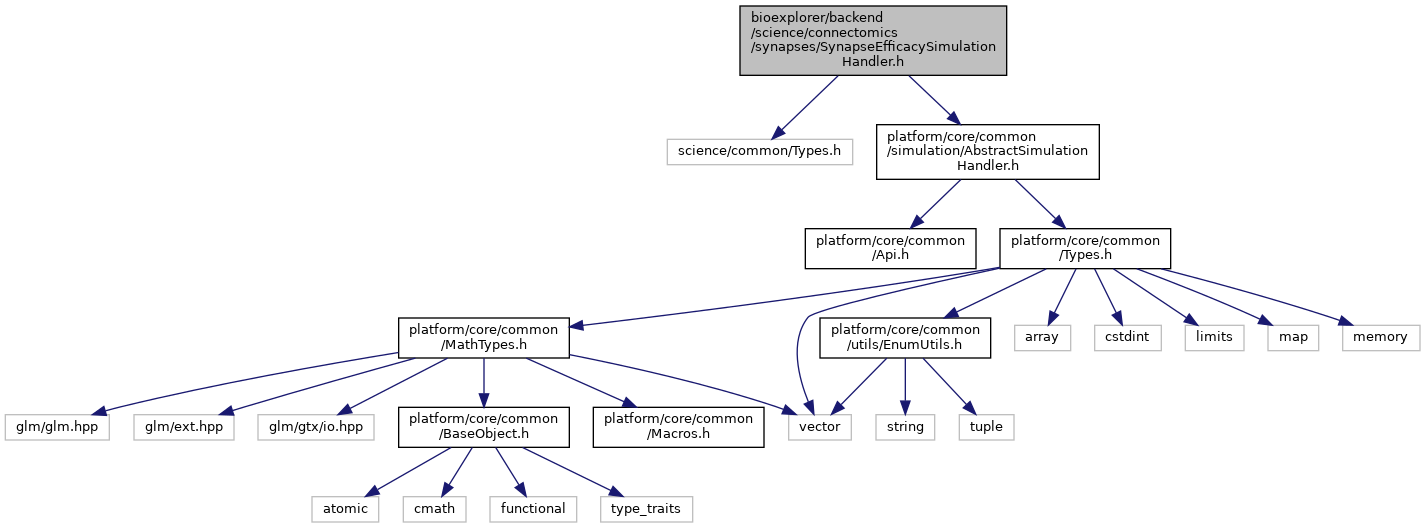 bioexplorer/backend
/science/connectomics
/synapses/SynapseEfficacySimulation
Handler.h
science/common/Types.h
platform/core/common
/simulation/AbstractSimulation
Handler.h
platform/core/common
/Api.h
platform/core/common
/Types.h
platform/core/common
/MathTypes.h
platform/core/common
/utils/EnumUtils.h
array
cstdint
limits
map
memory
glm/glm.hpp
glm/ext.hpp
glm/gtx/io.hpp
platform/core/common
/BaseObject.h
platform/core/common
/Macros.h
vector
string
tuple
atomic
cmath
functional
type_traits